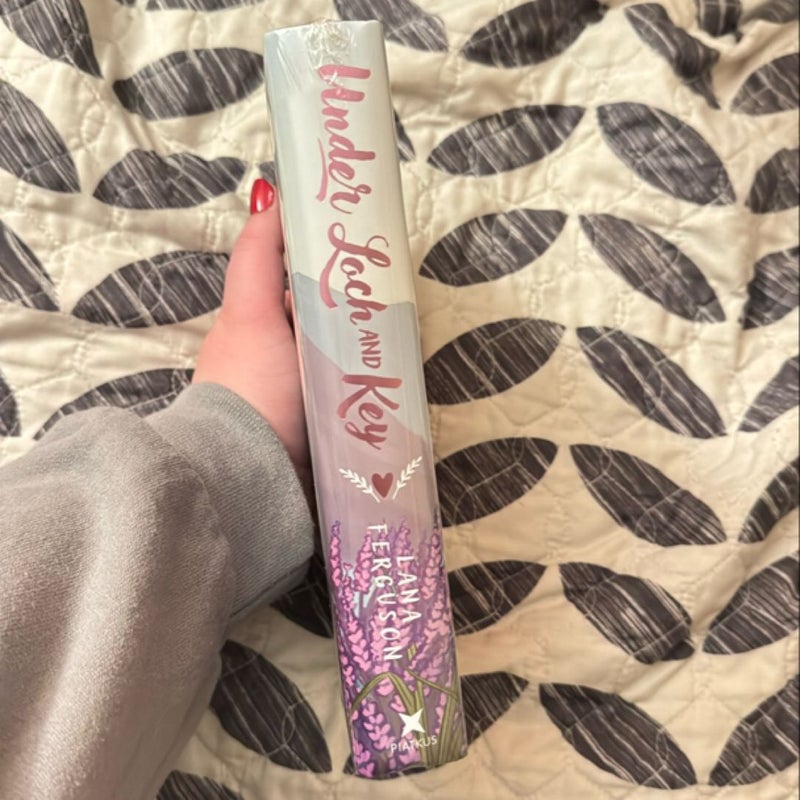 Under Loch AND Key
LANA
FERGUSON
PIATKUS